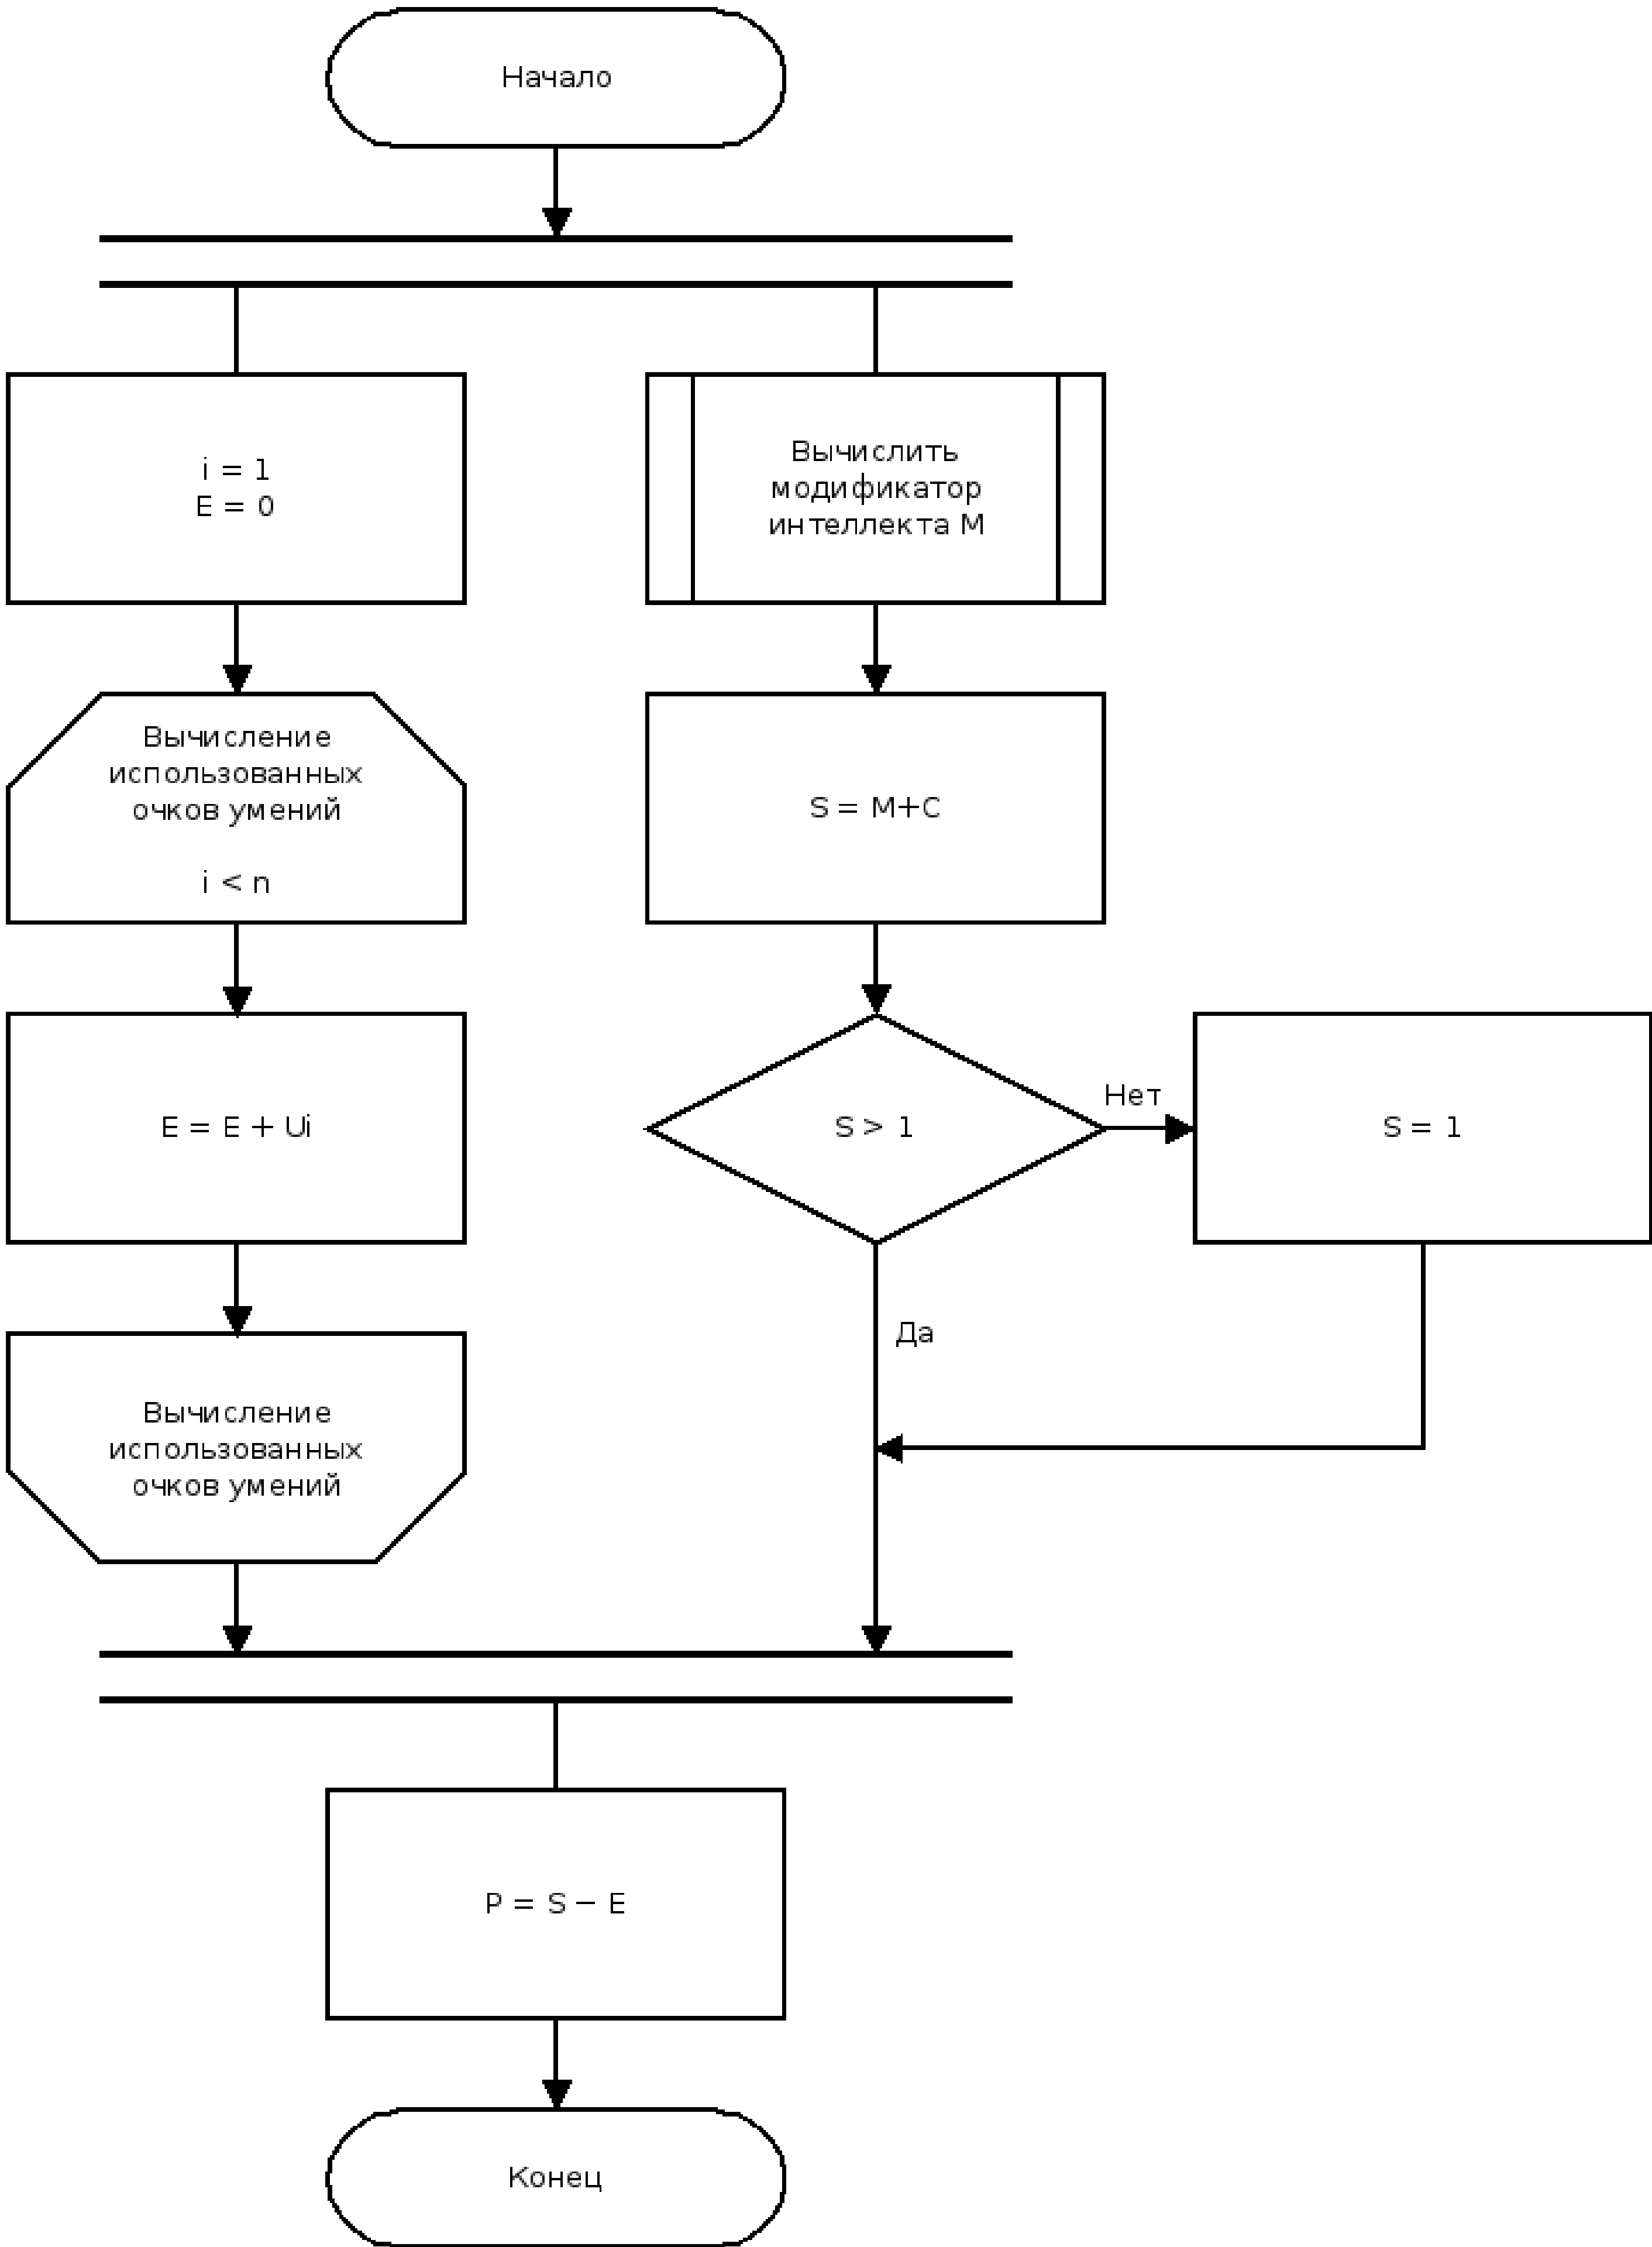 Начало
i = 1
E = 0
Вычислить
модификатор
интеллекта M
Вычисление
использованных
очков умений
i < n
S = M+C
E = E + Ui
S > 1
Нет
S = 1
Да
Вычисление
использованных
очков умений
P = S − E
Конец